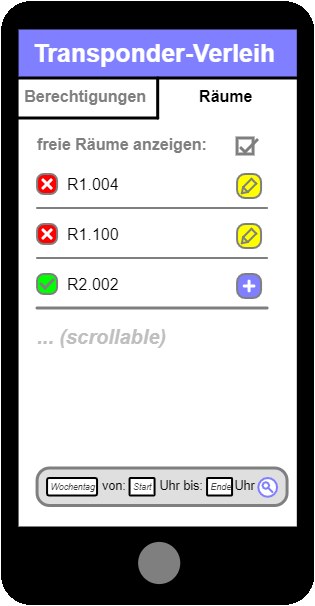 Transponder-Verleih
Berechtigungen Räume
freie Räume anzeigen:
R1.004
R1.100
R2.002
... (scrollable)
Wochentag von: Start Uhr bis: Ende Uhr